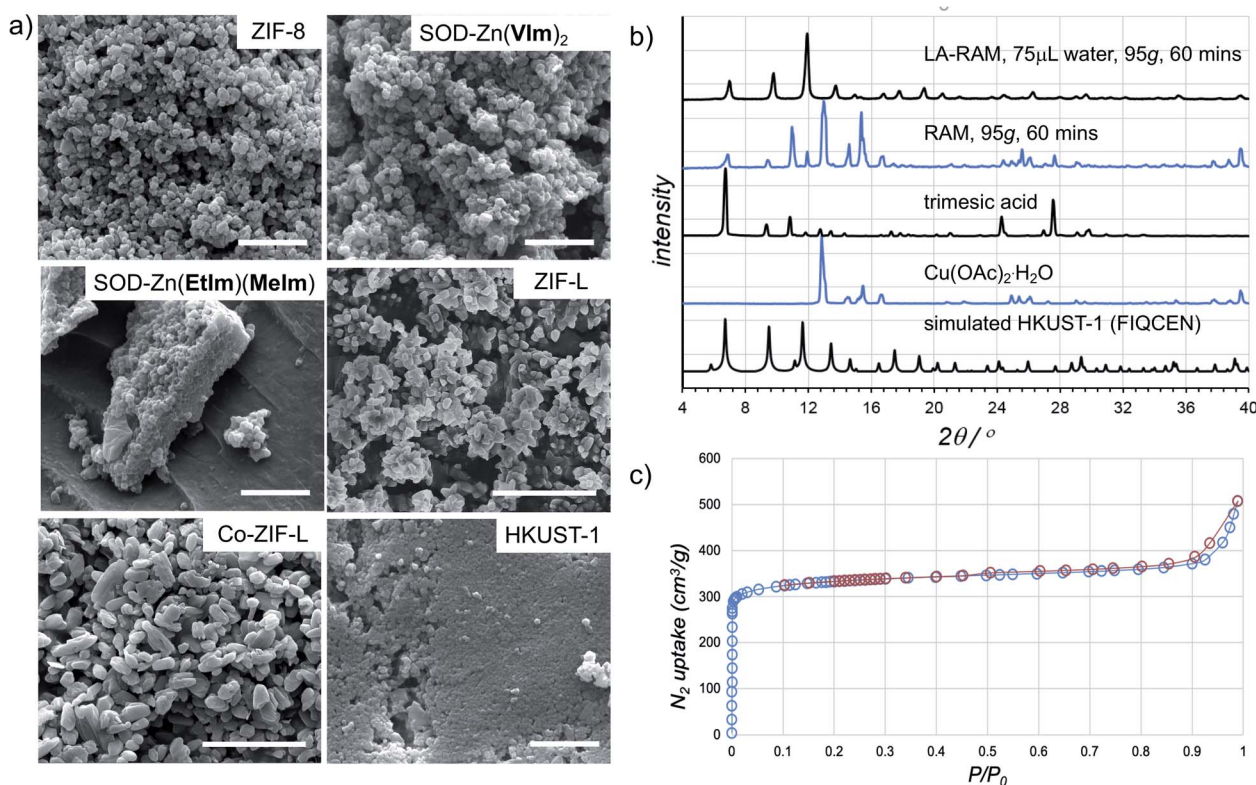 a)
ZIF-8
SOD-Zn(VIm)₂
SOD-Zn(EtIm)(MeIm)
ZIF-L
Co-ZIF-L
HKUST-1
b)
LA-RAM, 75μL water, 95g, 60 mins
RAM, 95g, 60 mins
trimesic acid
Cu(OAc)₂·H₂O
simulated HKUST-1 (FIQCEN)
intensity
4 8 12 16 20 24 28 32 36 40
2θ/°
c)
600
500
400
300
200
100
0
N₂ uptake (cm³/g)
0 0.1 0.2 0.3 0.4 0.5 0.6 0.7 0.8 0.9 1
P/P₀